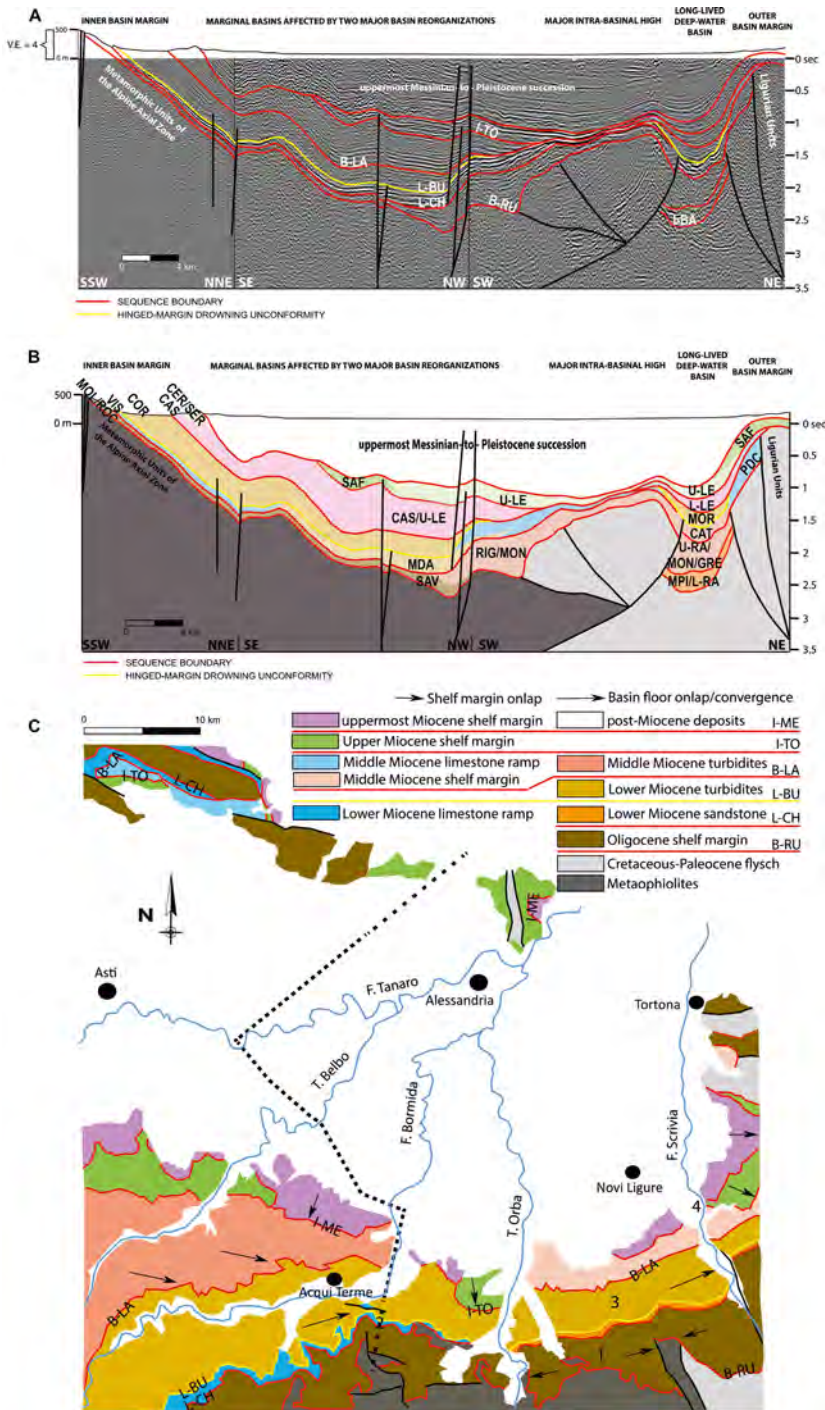 A
INNER BASIN MARGIN
MARGINAL BASINS AFFECTED BY TWO MAJOR BASIN REORGANIZATIONS
MAJOR INTRA-BASINAL HIGH
LONG-LIVED
DEEP-WATER
BASIN
OUTER
BASIN MARGIN
V.E. = 4
500
0 m
0 sec
0.5
1
1.5
2
2.5
3
3.5
Metamorphic Units of
the Alpine Axial Zone
uppermost Messinian-to-Pleistocene succession
Ligurian Units
I-TO
B-LA
L-BU
L-CH
B-RU
I-BA
0
4 km
SSW
NNE
SE
NW
SW
NE
SEQUENCE BOUNDARY
HINGED-MARGIN DROWNING UNCONFORMITY
B
INNER BASIN MARGIN
MARGINAL BASINS AFFECTED BY TWO MAJOR BASIN REORGANIZATIONS
MAJOR INTRA-BASINAL HIGH
LONG-LIVED
DEEP-WATER
BASIN
OUTER
BASIN MARGIN
500
0 m
MOL
ROC
VIS
COR
CAS
CER/SER
0 sec
0.5
1
1.5
2
2.5
3
3.5
Metamorphic Units of
the Alpine Axial Zone
uppermost Messinian-to-Pleistocene succession
Ligurian Units
SAF
U-LE
CAS/U-LE
MDA
SAV
RIG/MON
SAF
PDC
U-LE
L-LE
MOR
CAT
U-RA/
MON/GRE
MPI/L-RA
0
SSW
NNE
SE
NW
SW
NE
SEQUENCE BOUNDARY
HINGED-MARGIN DROWNING UNCONFORMITY
C
Shelf margin onlap
Basin floor onlap/convergence
0
10 km
uppermost Miocene shelf margin
post-Miocene deposits
I-ME
Upper Miocene shelf margin
I-TO
Middle Miocene limestone ramp
Middle Miocene shelf margin
Middle Miocene turbidites
B-LA
Lower Miocene turbidites
L-BU
Lower Miocene limestone ramp
Lower Miocene sandstone
L-CH
Oligocene shelf margin
B-RU
Cretaceous-Paleocene flysch
Metaophiolites
B-LA
I-TO
L-CH
I-ME
N
Asti
F. Tanaro
Alessandria
Tortona
T. Belbo
F. Bormida
T. Orba
F. Scrivia
Novi Ligure
4
I-ME
B-LA
Acqui Terme
B-LA
I-TO
3
2
1
L-BU
L-CH
B-RU